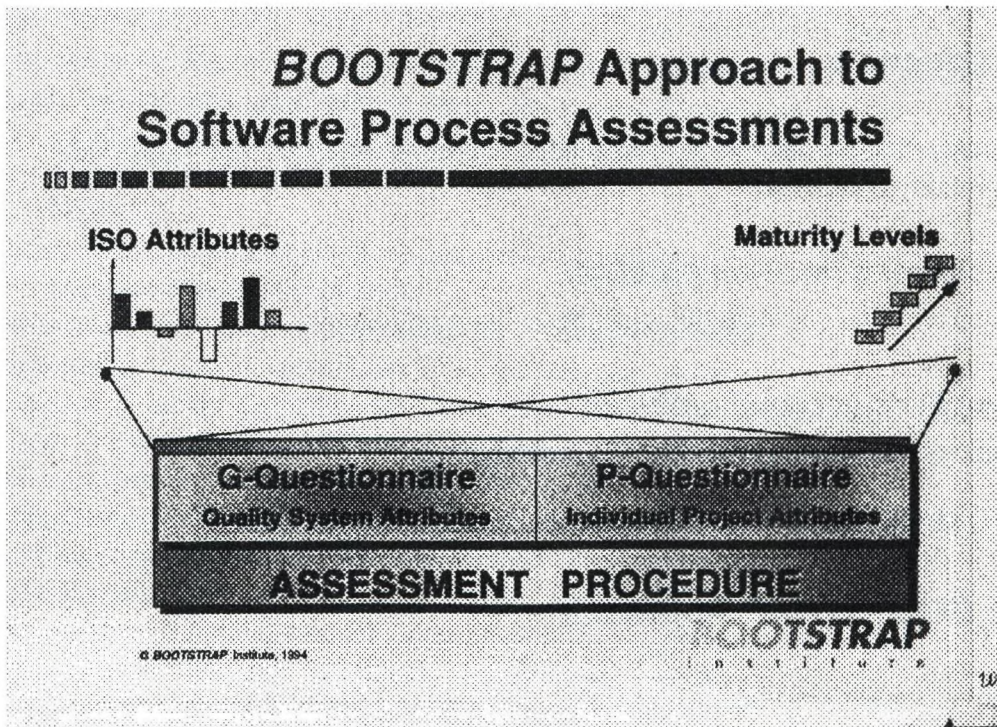 BOOTSTRAP Approach to
Software Process Assessments
ISO Attributes
Maturity Levels
G-Questionnaire
P-Questionnaire
Quality System Attributes
Individual Project Attributes
ASSESSMENT PROCEDURE
BOOTSTRAP
institute
© BOOTSTRAP Institute, 1994